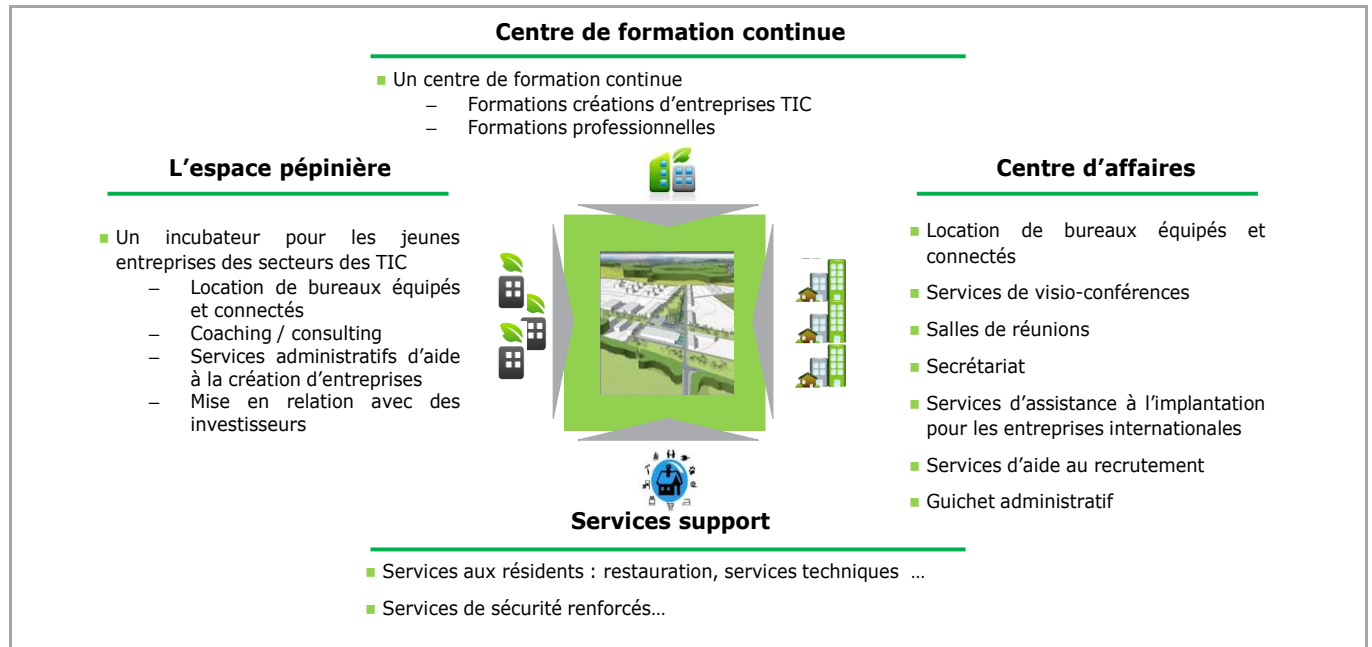 Centre de formation continue
■ Un centre de formation continue
– Formations créations d'entreprises TIC
– Formations professionnelles
L'espace pépinière
■ Un incubateur pour les jeunes
entreprises des secteurs des TIC
– Location de bureaux équipés
et connectés
– Coaching / consulting
– Services administratifs d'aide
à la création d'entreprises
– Mise en relation avec des
investisseurs
Centre d'affaires
■ Location de bureaux équipés et
connectés
■ Services de visio-conférences
■ Salles de réunions
■ Secrétariat
■ Services d'assistance à l'implantation
pour les entreprises internationales
■ Services d'aide au recrutement
■ Guichet administratif
Services support
■ Services aux résidents : restauration, services techniques …
■ Services de sécurité renforcés…